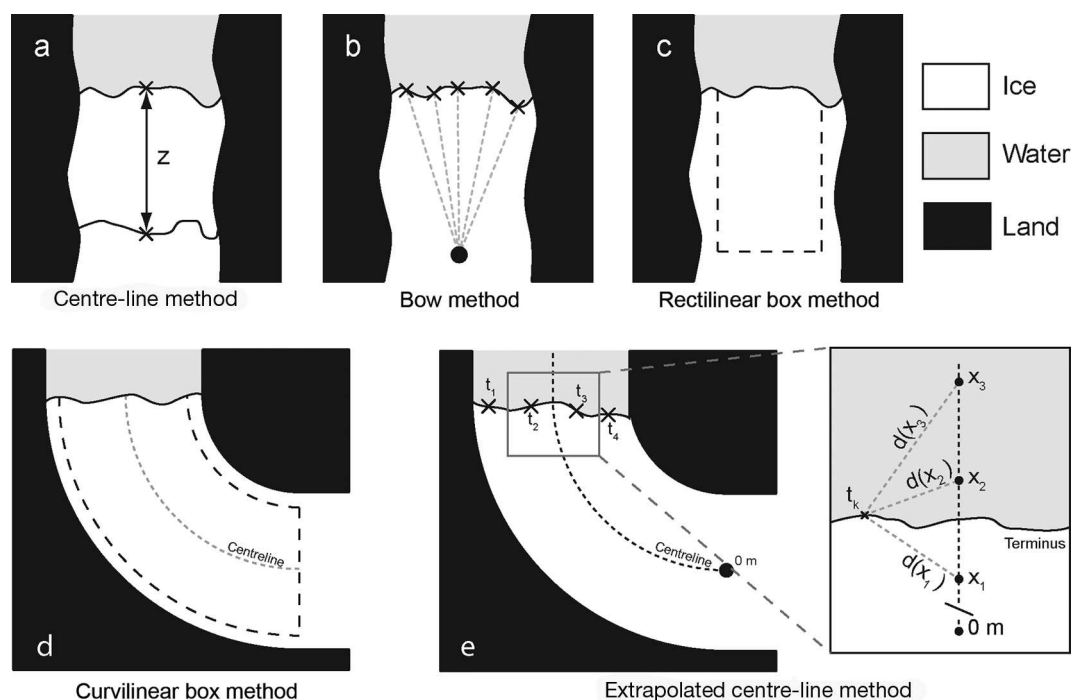 a
z
Centre-line method
b
Bow method
c
Rectilinear box method
Ice
Water
Land
d
Centreline
Curvilinear box method
e
t1
t2
t3
t4
Centreline
0 m
Extrapolated centre-line method
x3
d(x3)
x2
d(x2)
tk
Terminus
d(x1)
x1
0 m